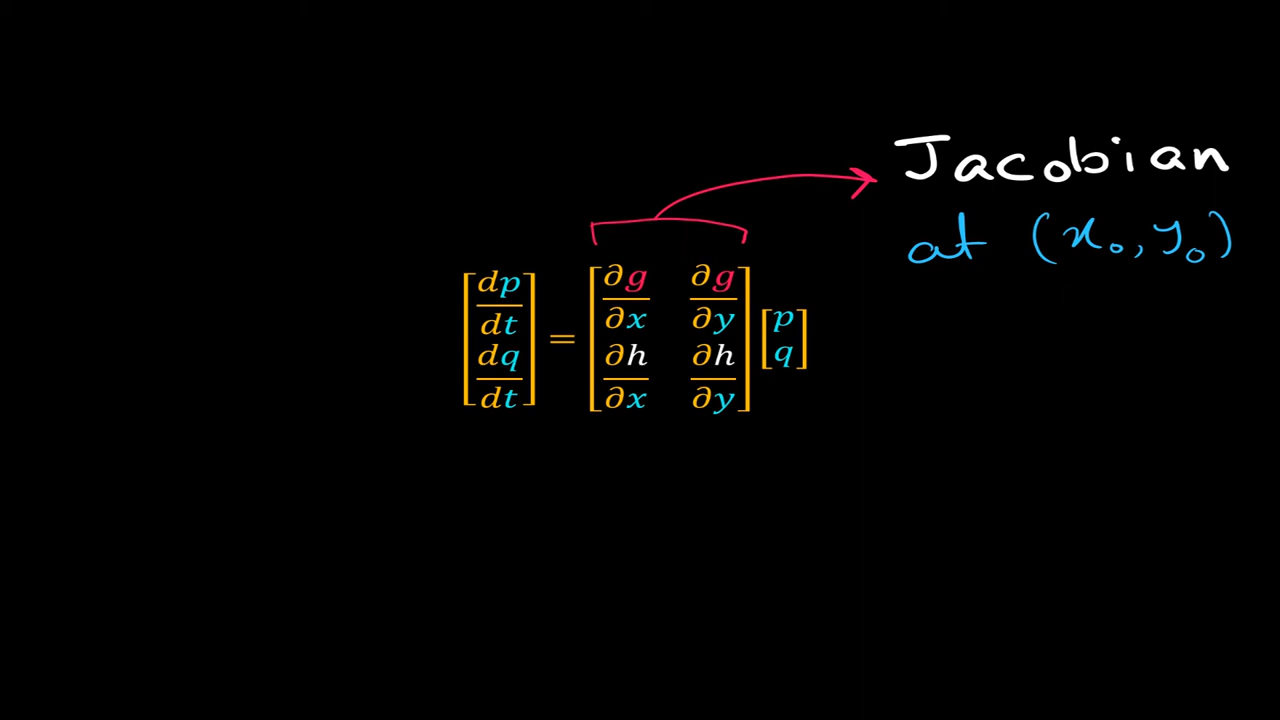 Jacobian
at (x₀, y₀)
[dp/dt dq/dt] = [∂g/∂x ∂g/∂y ∂h/∂x ∂h/∂y] [p q]